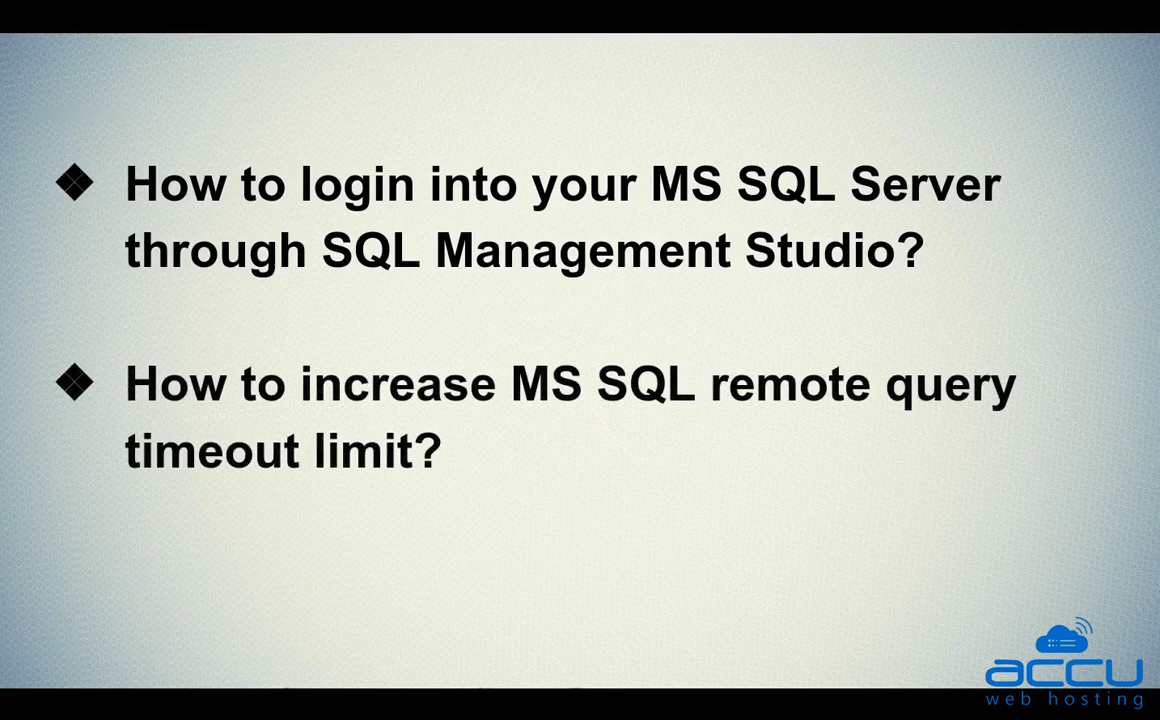 ❖ How to login into your MS SQL Server
through SQL Management Studio?
❖ How to increase MS SQL remote query
timeout limit?
accu
web hosting